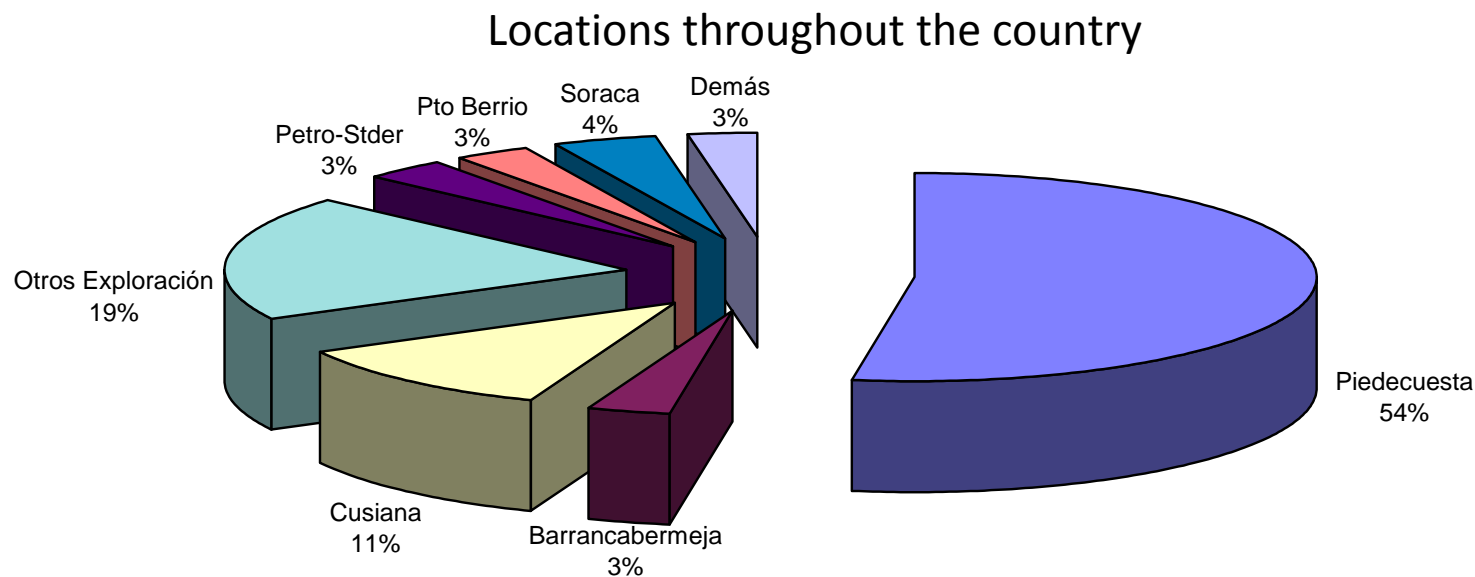 Locations throughout the country
Demás
3%
Soraca
4%
Pto Berrio
3%
Petro-Stder
3%
Otros Exploración
19%
Piedecuesta
54%
Cusiana
11%
Barrancabermeja
3%